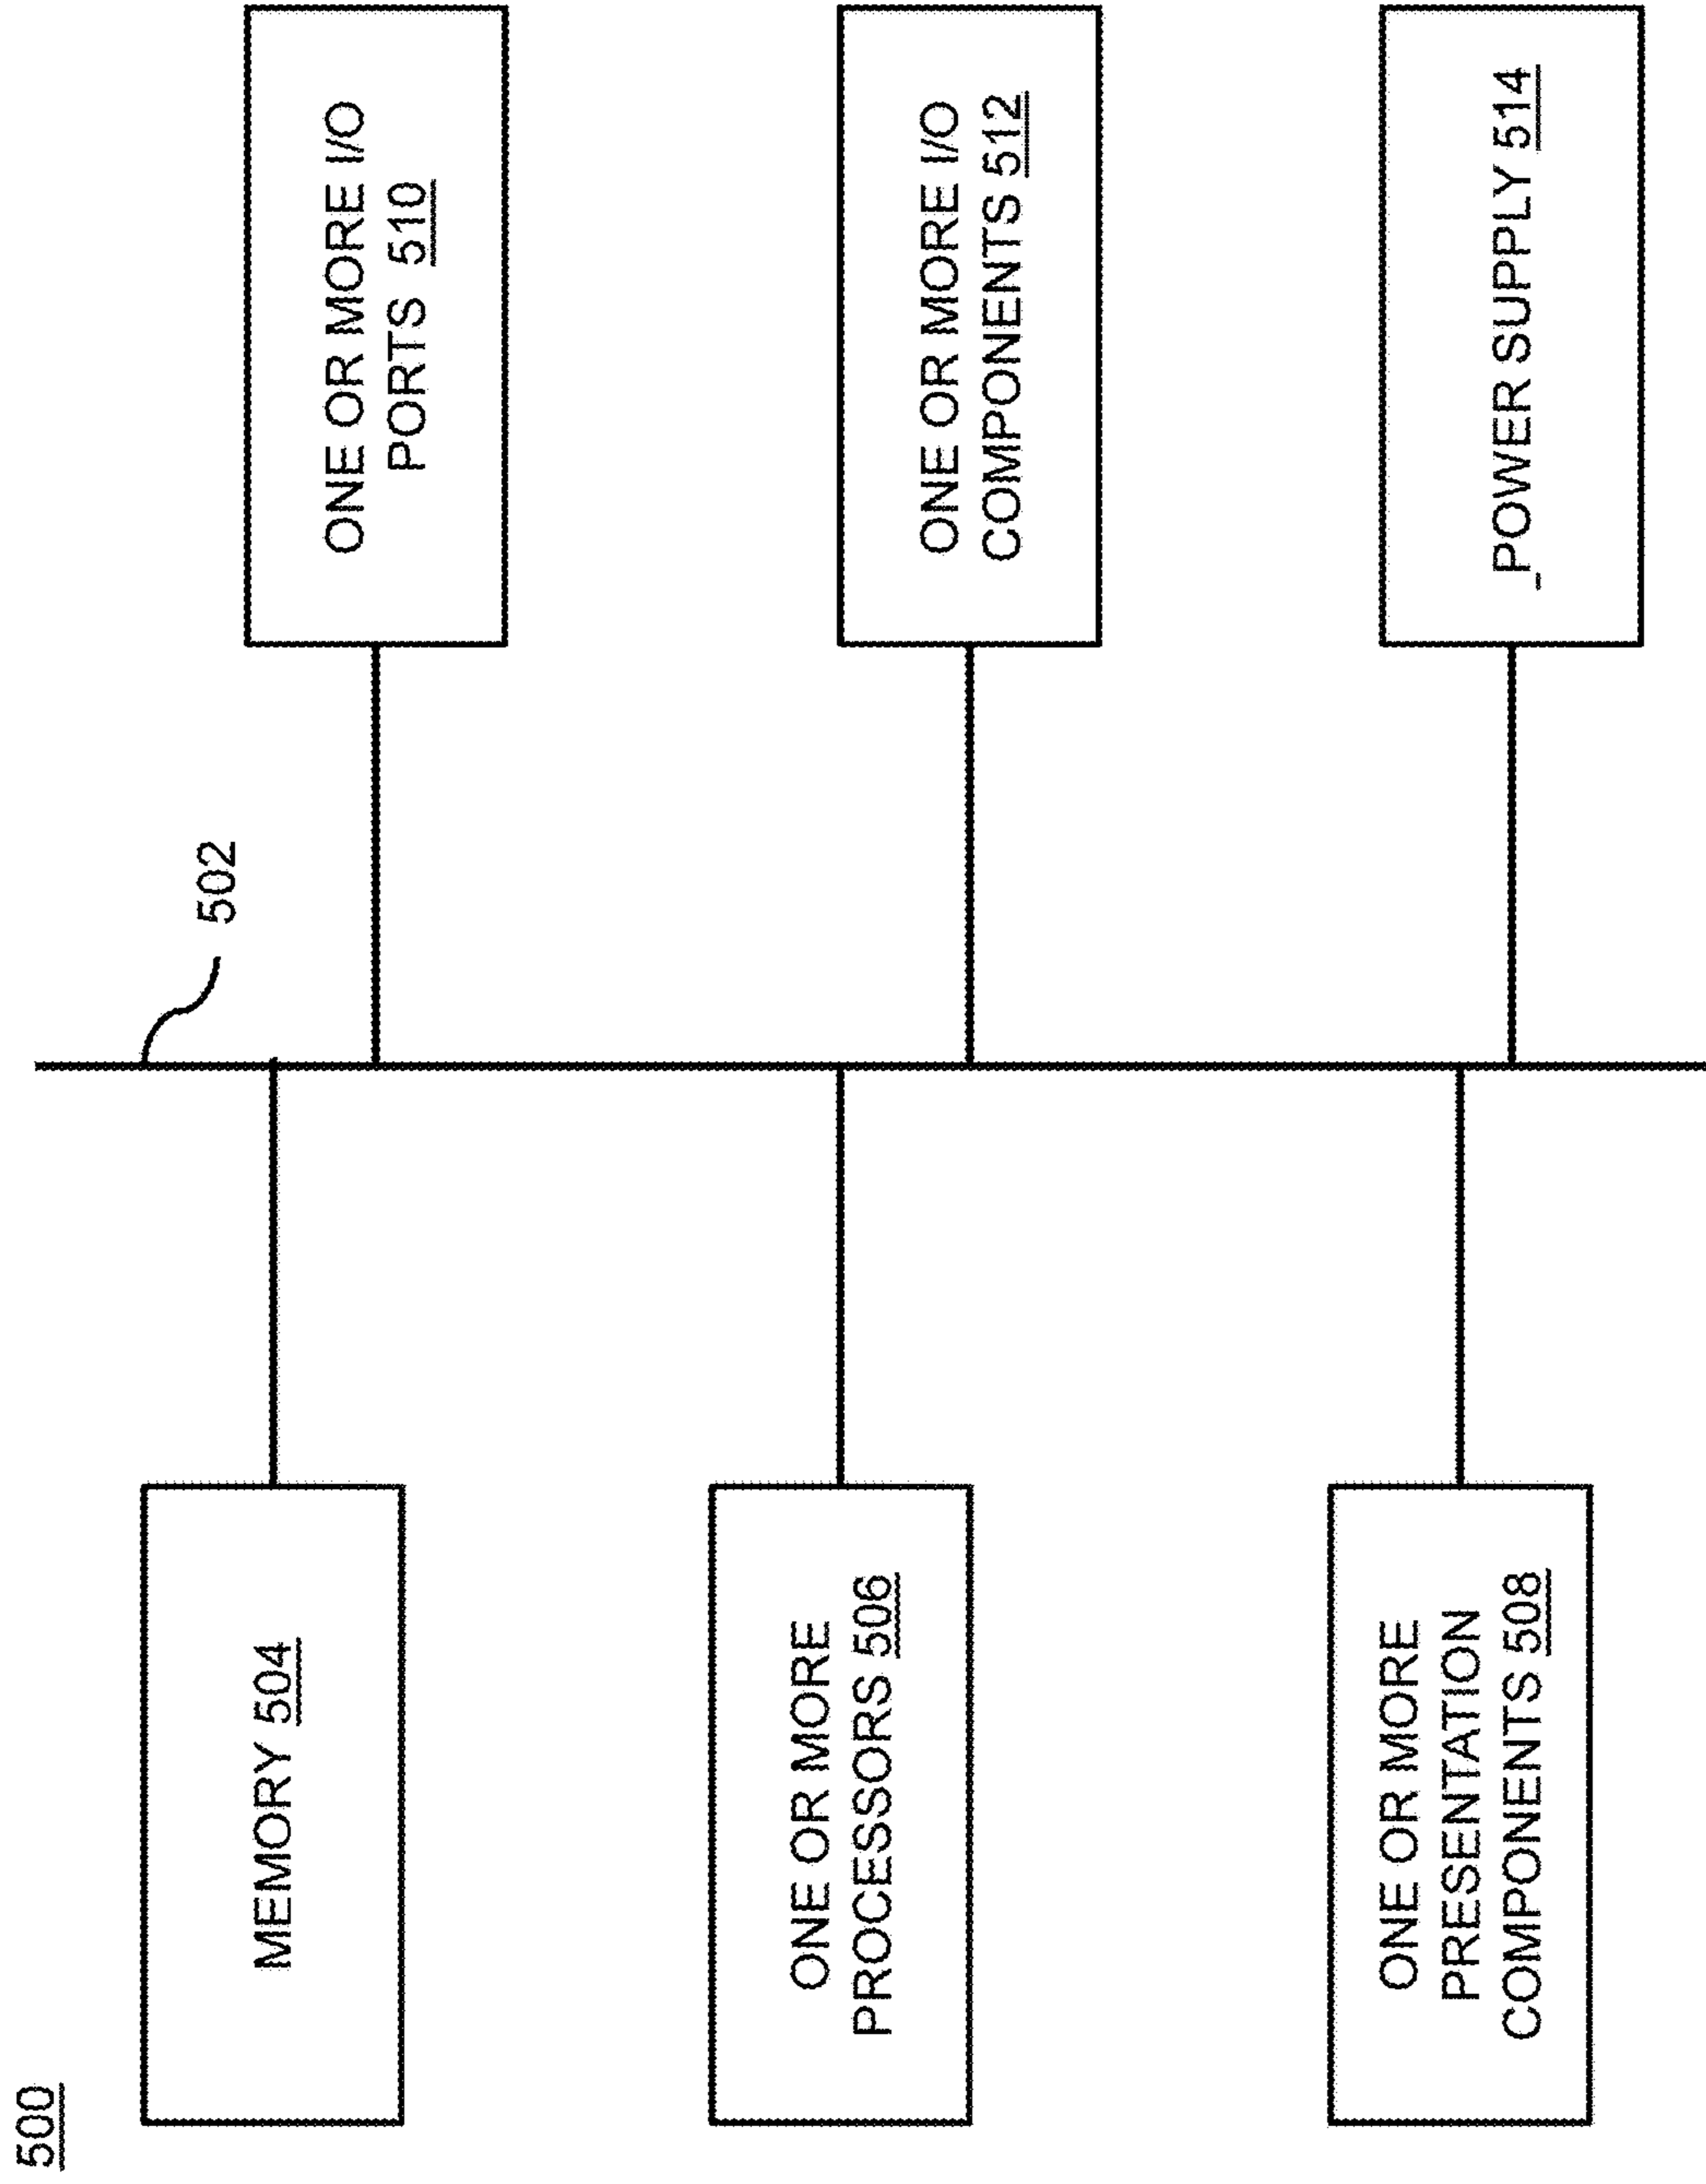 500
502
MEMORY 504
ONE OR MORE
PROCESSORS 506
ONE OR MORE
PRESENTATION
COMPONENTS 508
ONE OR MORE I/O
PORTS 510
ONE OR MORE I/O
COMPONENTS 512
POWER SUPPLY 514